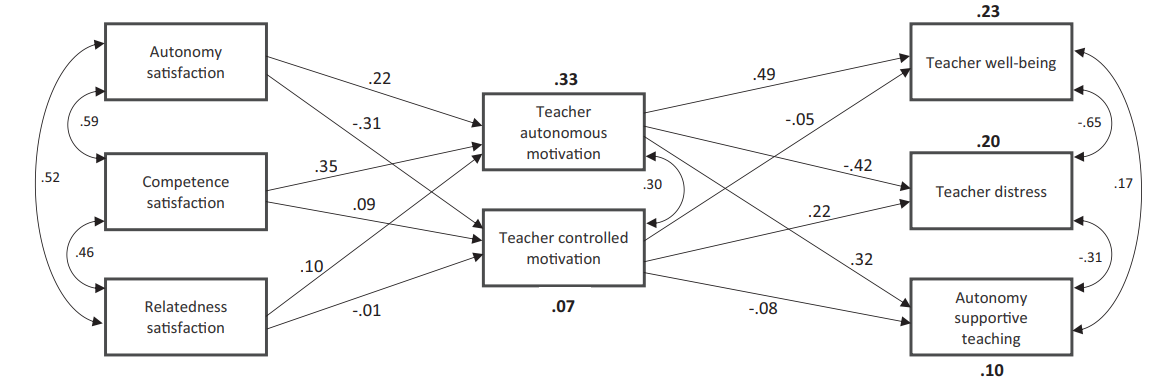 .23
Autonomy
satisfaction
Teacher well-being
.22
.33
.49
.59
-.31
Teacher
autonomous
motivation
-.05
-.65
.20
.52
Competence
satisfaction
.35
.09
.30
-.42
Teacher distress
.17
.22
.46
Teacher controlled
motivation
.10
.32
-.31
Relatedness
satisfaction
-.01
.07
-.08
Autonomy
supportive
teaching
.10